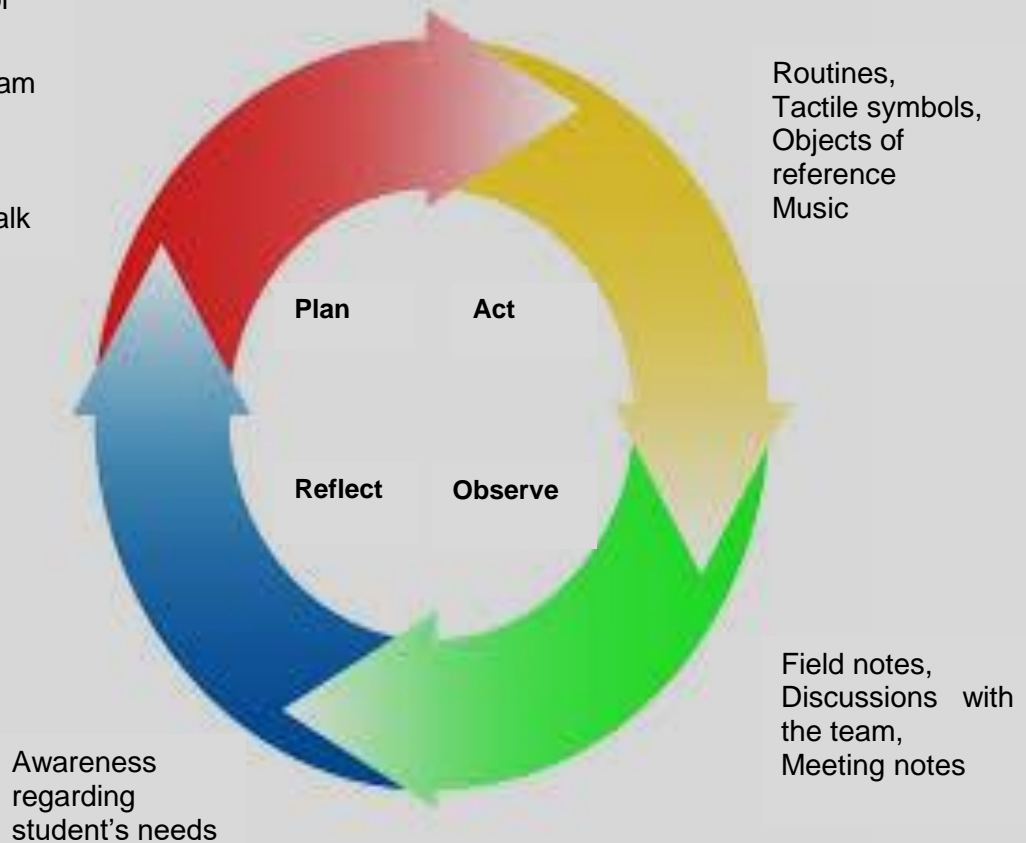 Routines,
Tactile symbols,
Objects of
reference
Music
Plan
Act
Reflect
Observe
Field notes,
Discussions with
the team,
Meeting notes
Awareness
regarding
student’s needs